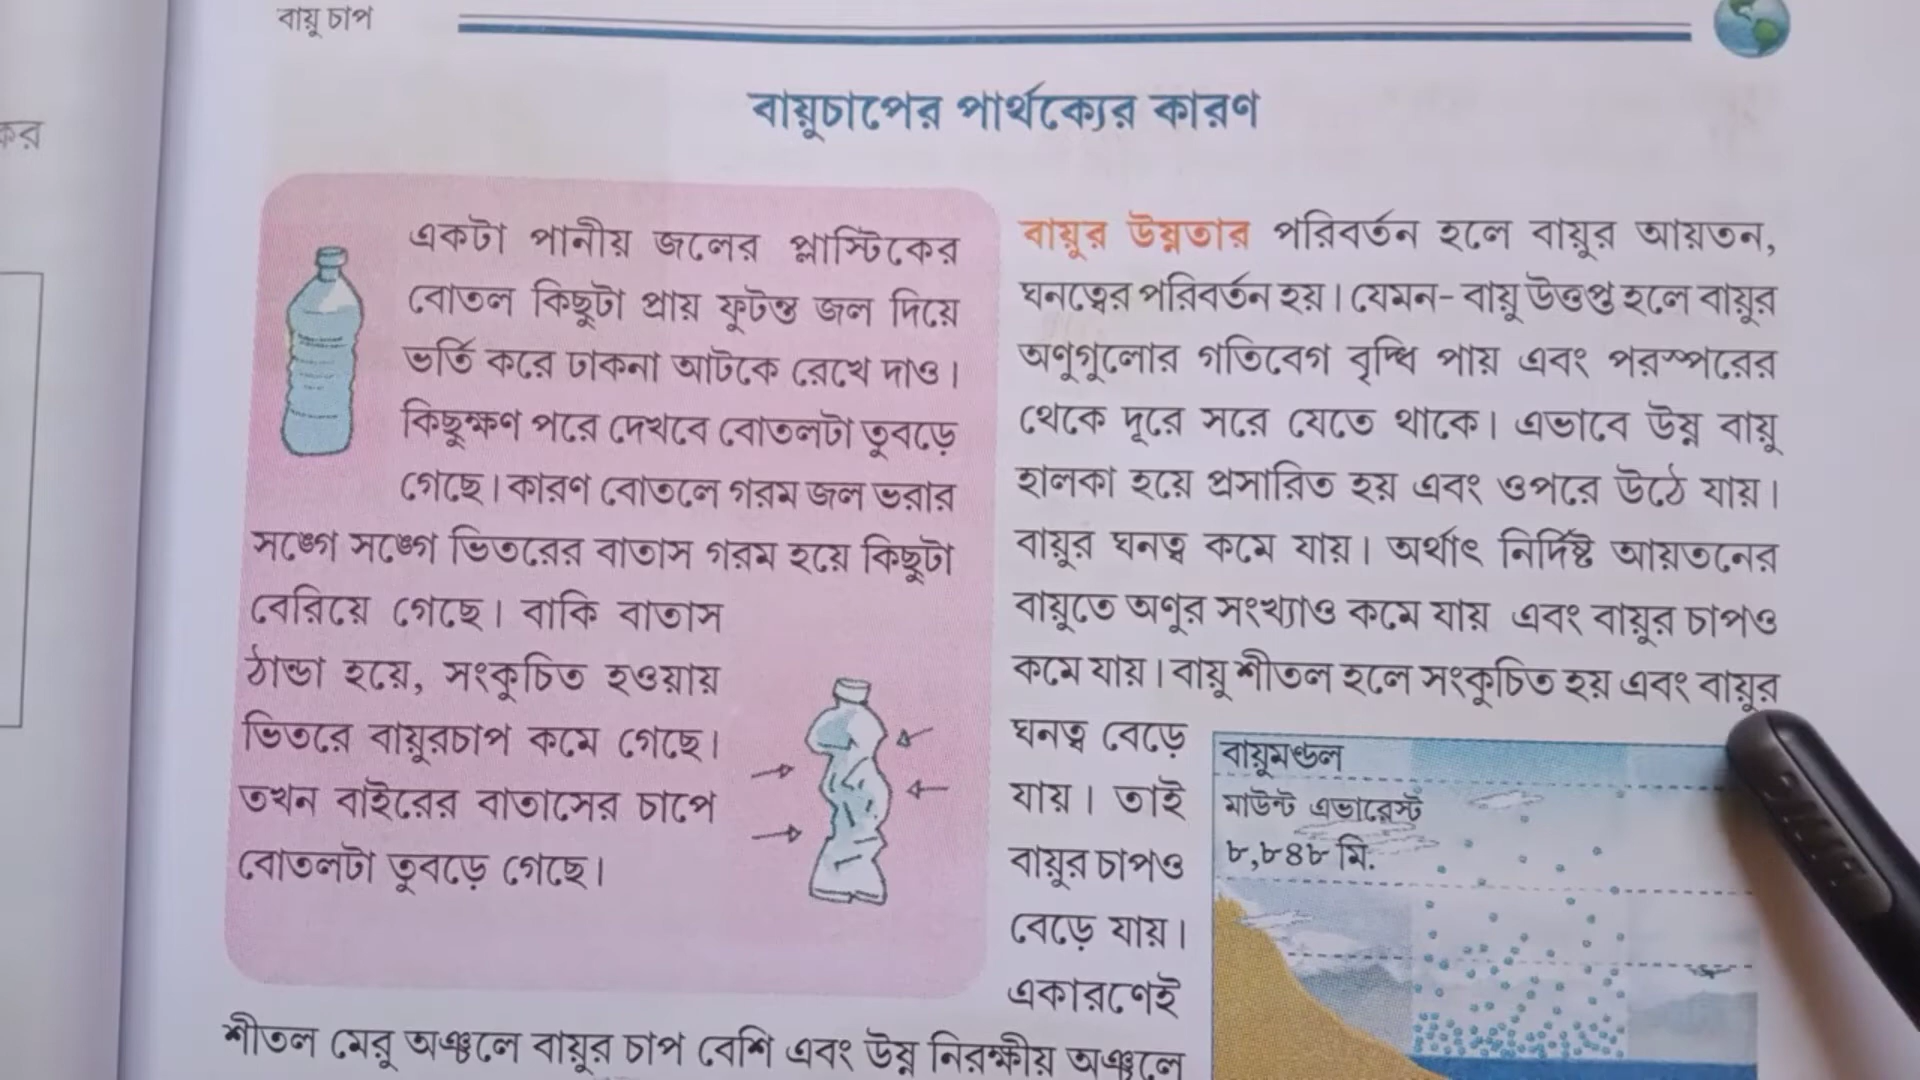 বায়ু চাপ
কর
বায়ুচাপের পার্থক্যের কারণ
একটা পানীয় জলের প্লাস্টিকের
বোতল কিছুটা প্রায় ফুটন্ত জল দিয়ে
ভর্তি করে ঢাকনা আটকে রেখে দাও।
কিছুক্ষণ পরে দেখবে বোতলটা তুবড়ে
গেছে। কারণ বোতলে গরম জল ভরার
সঙ্গে সঙ্গে ভিতরের বাতাস গরম হয়ে কিছুটা
বেরিয়ে গেছে। বাকি বাতাস
ঠান্ডা হয়ে, সংকুচিত হওয়ায়
ভিতরে বায়ুরচাপ কমে গেছে।
তখন বাইরের বাতাসের চাপে
বোতলটা তুবড়ে গেছে।
বায়ুর উষ্ণতার পরিবর্তন হলে বায়ুর আয়তন,
ঘনত্বের পরিবর্তন হয়। যেমন- বায়ু উত্তপ্ত হলে বায়ুর
অণুগুলোর গতিবেগ বৃদ্ধি পায় এবং পরস্পরের
থেকে দূরে সরে যেতে থাকে। এভাবে উষ্ণ বায়ু
হালকা হয়ে প্রসারিত হয় এবং ওপরে উঠে যায়।
বায়ুর ঘনত্ব কমে যায়। অর্থাৎ নির্দিষ্ট আয়তনের
বায়ুতে অণুর সংখ্যাও কমে যায় এবং বায়ুর চাপও
কমে যায়। বায়ু শীতল হলে সংকুচিত হয় এবং বায়ুর
ঘনত্ব বেড়ে
যায়। তাই
বায়ুর চাপও
বেড়ে যায়।
একারণেই
বায়ুমণ্ডল
মাউন্ট এভারেস্ট
৮,৮৪৮ মি.
শীতল মেরু অঞ্চলে বায়ুর চাপ বেশি এবং উষ্ণ নিরক্ষীয় অঞ্চলে